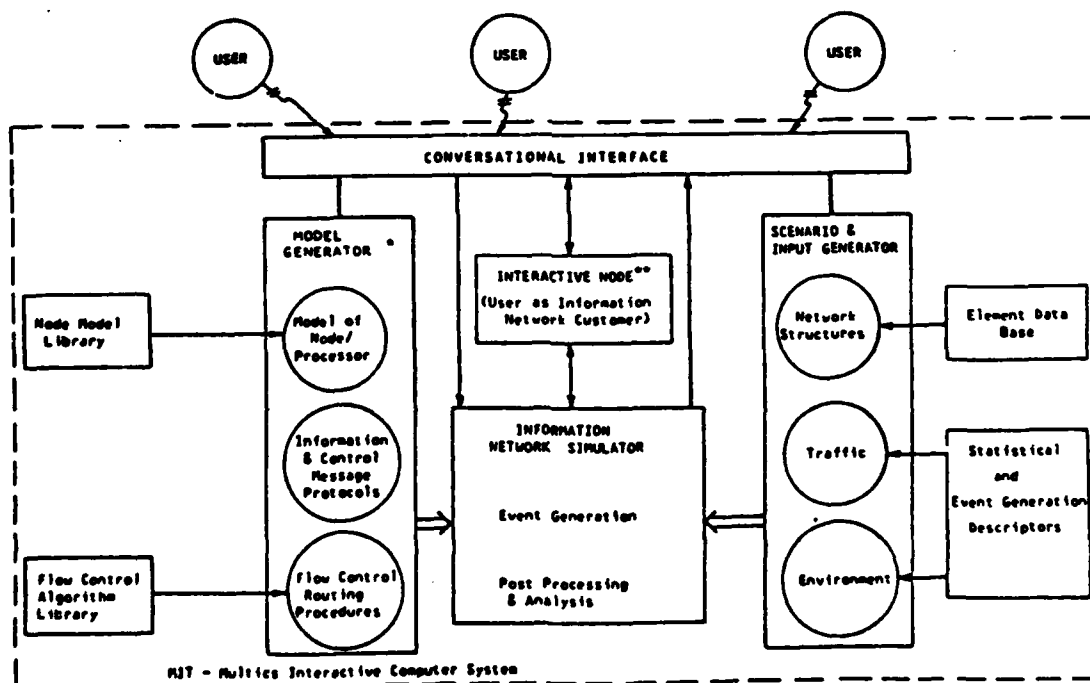 USER
USER
USER
CONVERSATIONAL INTERFACE
MODEL
GENERATOR *
SCENARIO &
INPUT GENERATOR
INTERACTIVE NODE**
(User as Information
Network Customer)
Node Model
Library
Model of
Node/
Processor
Network
Structures
Element Data
Base
INFORMATION
NETWORK SIMULATOR
Information
& Control
Message
Protocols
Traffic
Statistical
and
Event Generation
Descriptors
Event Generation
Flow Control
Algorithm
Library
Flow Control
Routing
Procedures
Post Processing
& Analysis
Environment
MIT - Multics Interactive Computer System